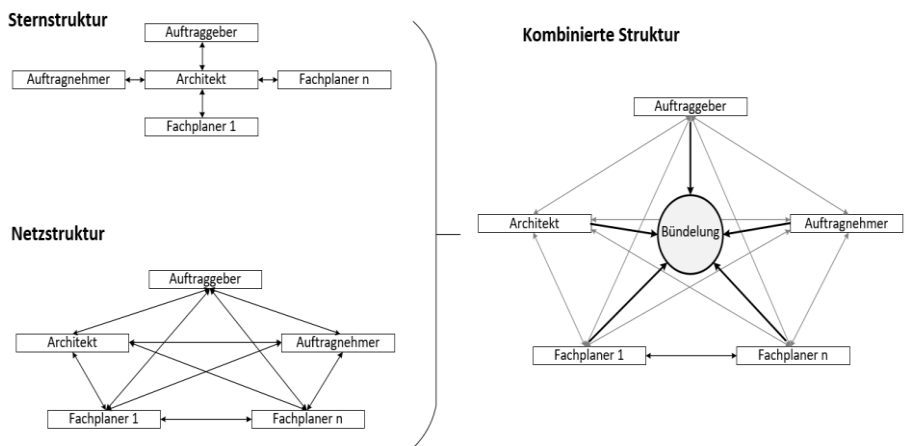 Sternstruktur
Auftraggeber
Auftragnehmer
Architekt
Fachplaner n
Fachplaner 1
Netzstruktur
Auftraggeber
Architekt
Auftragnehmer
Fachplaner 1
Fachplaner n
Kombinierte Struktur
Auftraggeber
Architekt
Bündelung
Auftragnehmer
Fachplaner 1
Fachplaner n